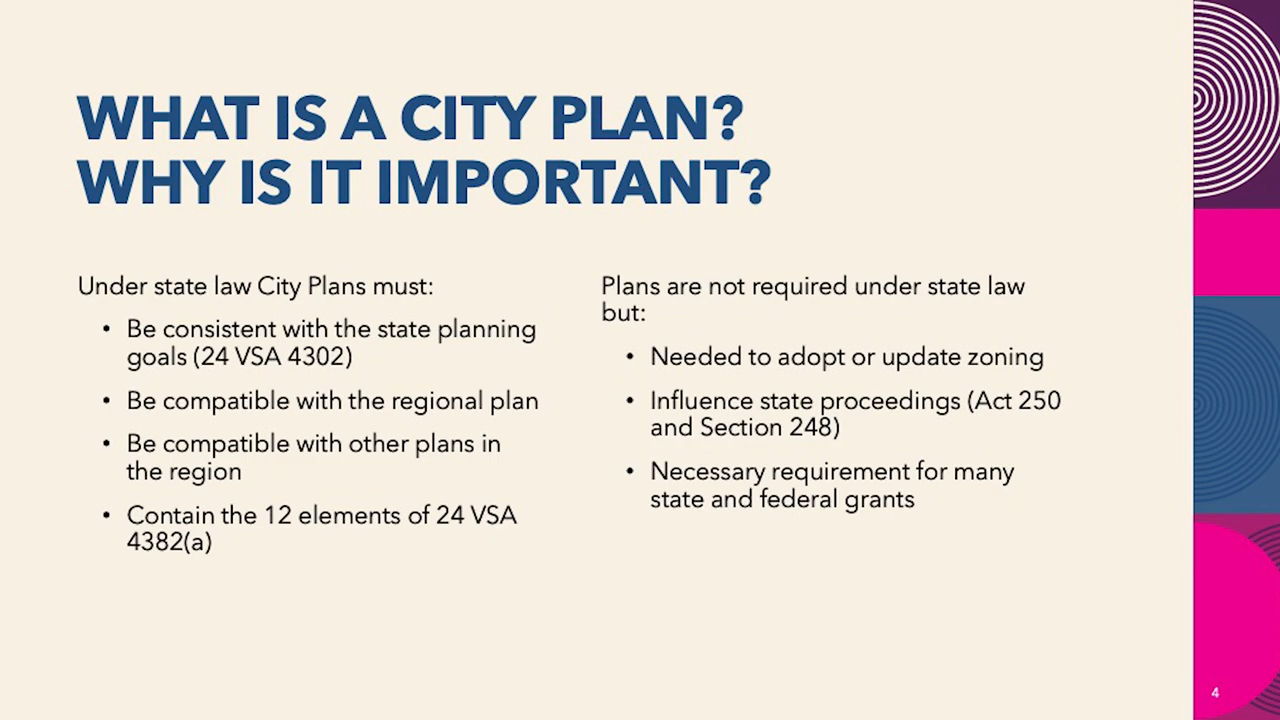 WHAT IS A CITY PLAN?
WHY IS IT IMPORTANT?
Under state law City Plans must:
• Be consistent with the state planning
goals (24 VSA 4302)
• Be compatible with the regional plan
• Be compatible with other plans in
the region
• Contain the 12 elements of 24 VSA
4382(a)
Plans are not required under state law
but:
• Needed to adopt or update zoning
• Influence state proceedings (Act 250
and Section 248)
• Necessary requirement for many
state and federal grants
4